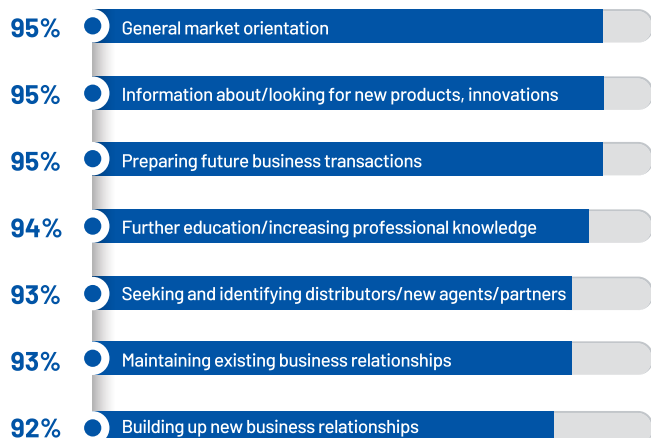 95% General market orientation
95% Information about/looking for new products, innovations
95% Preparing future business transactions
94% Further education/increasing professional knowledge
93% Seeking and identifying distributors/new agents/partners
93% Maintaining existing business relationships
92% Building up new business relationships